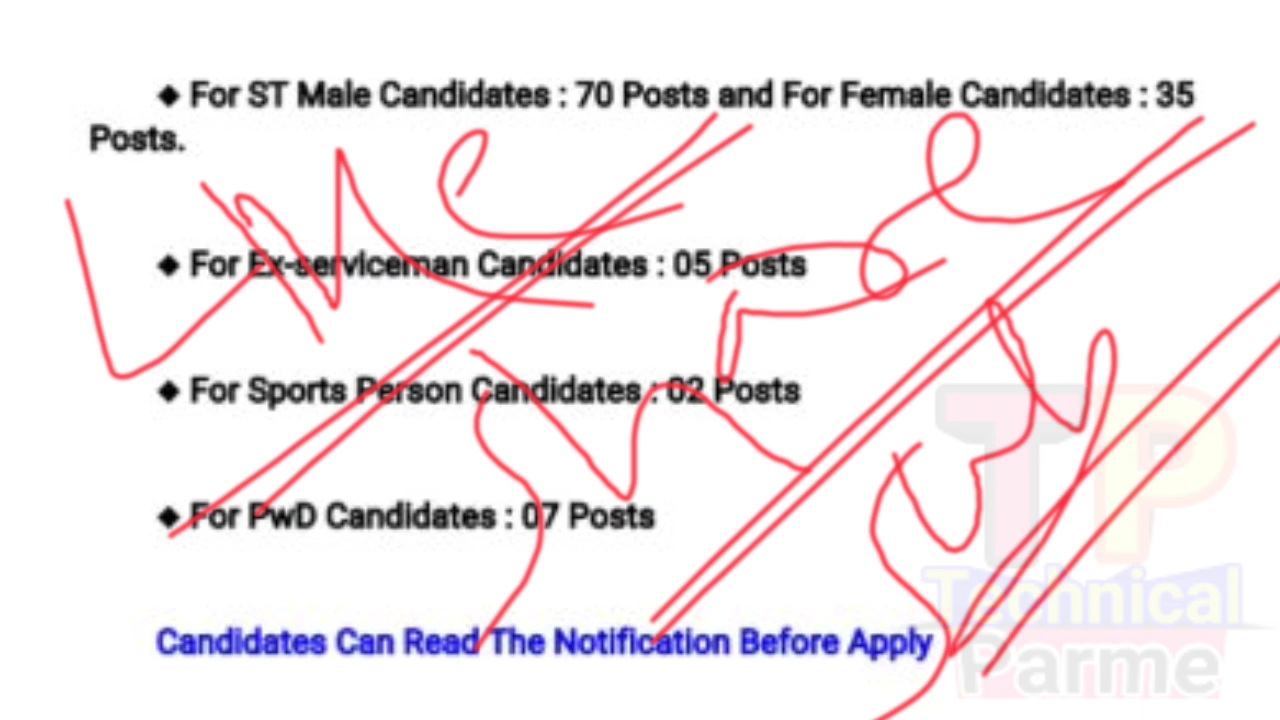 ◆ For ST Male Candidates : 70 Posts and For Female Candidates : 35
Posts.
◆ For Ex-serviceman Candidates : 05 Posts
◆ For Sports Person Candidates : 02 Posts
◆ For PwD Candidates : 07 Posts
Candidates Can Read The Notification Before Apply
TP
Technical
Parme